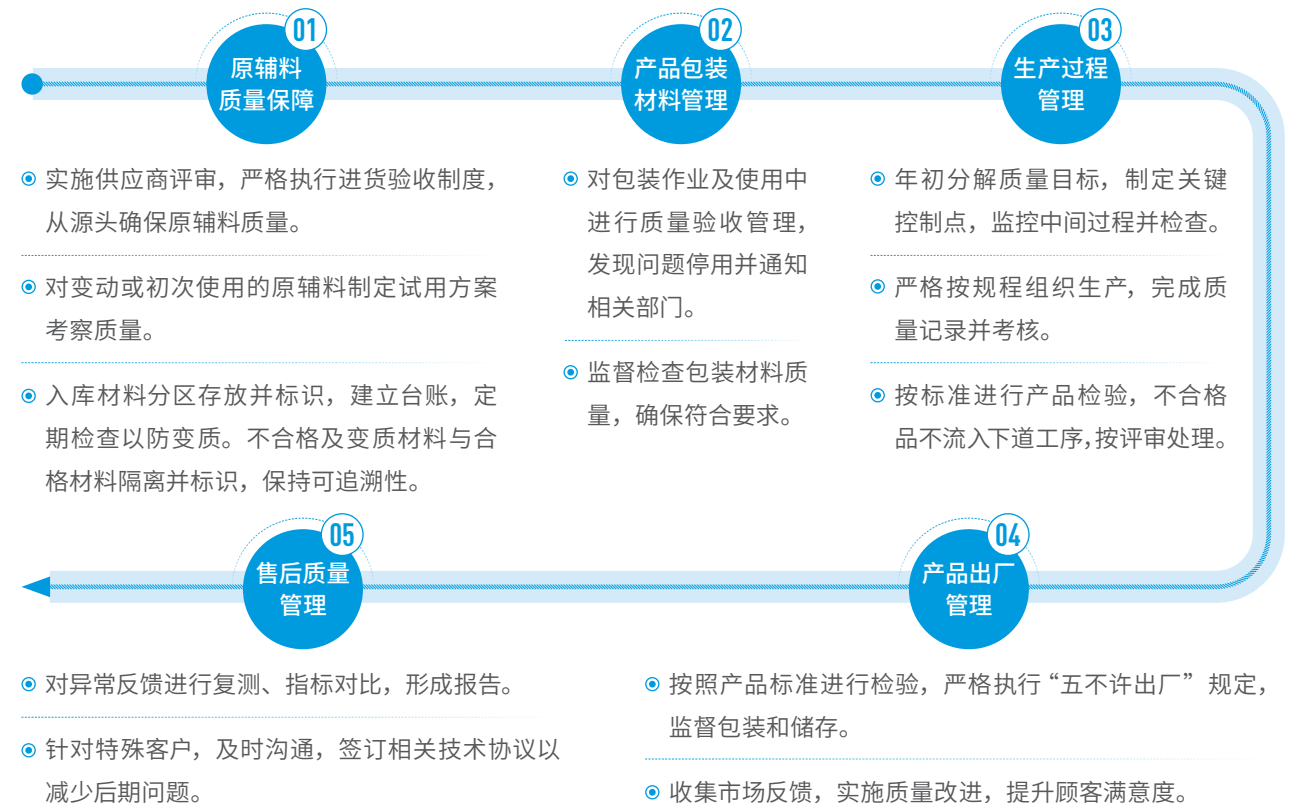 01
原辅料
质量保障
实施供应商评审，严格执行进货验收制度，
从源头确保原辅料质量。
对变动或初次使用的原辅料制定试用方案
考察质量。
入库材料分区存放并标识，建立台账，定
期检查以防变质。不合格及变质材料与合
格材料隔离并标识，保持可追溯性。
02
产品包装
材料管理
对包装作业及使用中
进行质量验收管理，
发现问题停用并通知
相关部门。
监督检查包装材料质
量，确保符合要求。
03
生产过程
管理
年初分解质量目标，制定关键
控制点，监控中间过程并检查。
严格按规程组织生产，完成质
量记录并考核。
按标准进行产品检验，不合格
品不流入下道工序，按评审处理。
04
产品出厂
管理
按照产品标准进行检验，严格执行“五不许出厂”规定，
监督包装和储存。
收集市场反馈，实施质量改进，提升顾客满意度。
05
售后质量
管理
对异常反馈进行复测、指标对比，形成报告。
针对特殊客户，及时沟通，签订相关技术协议以
减少后期问题。